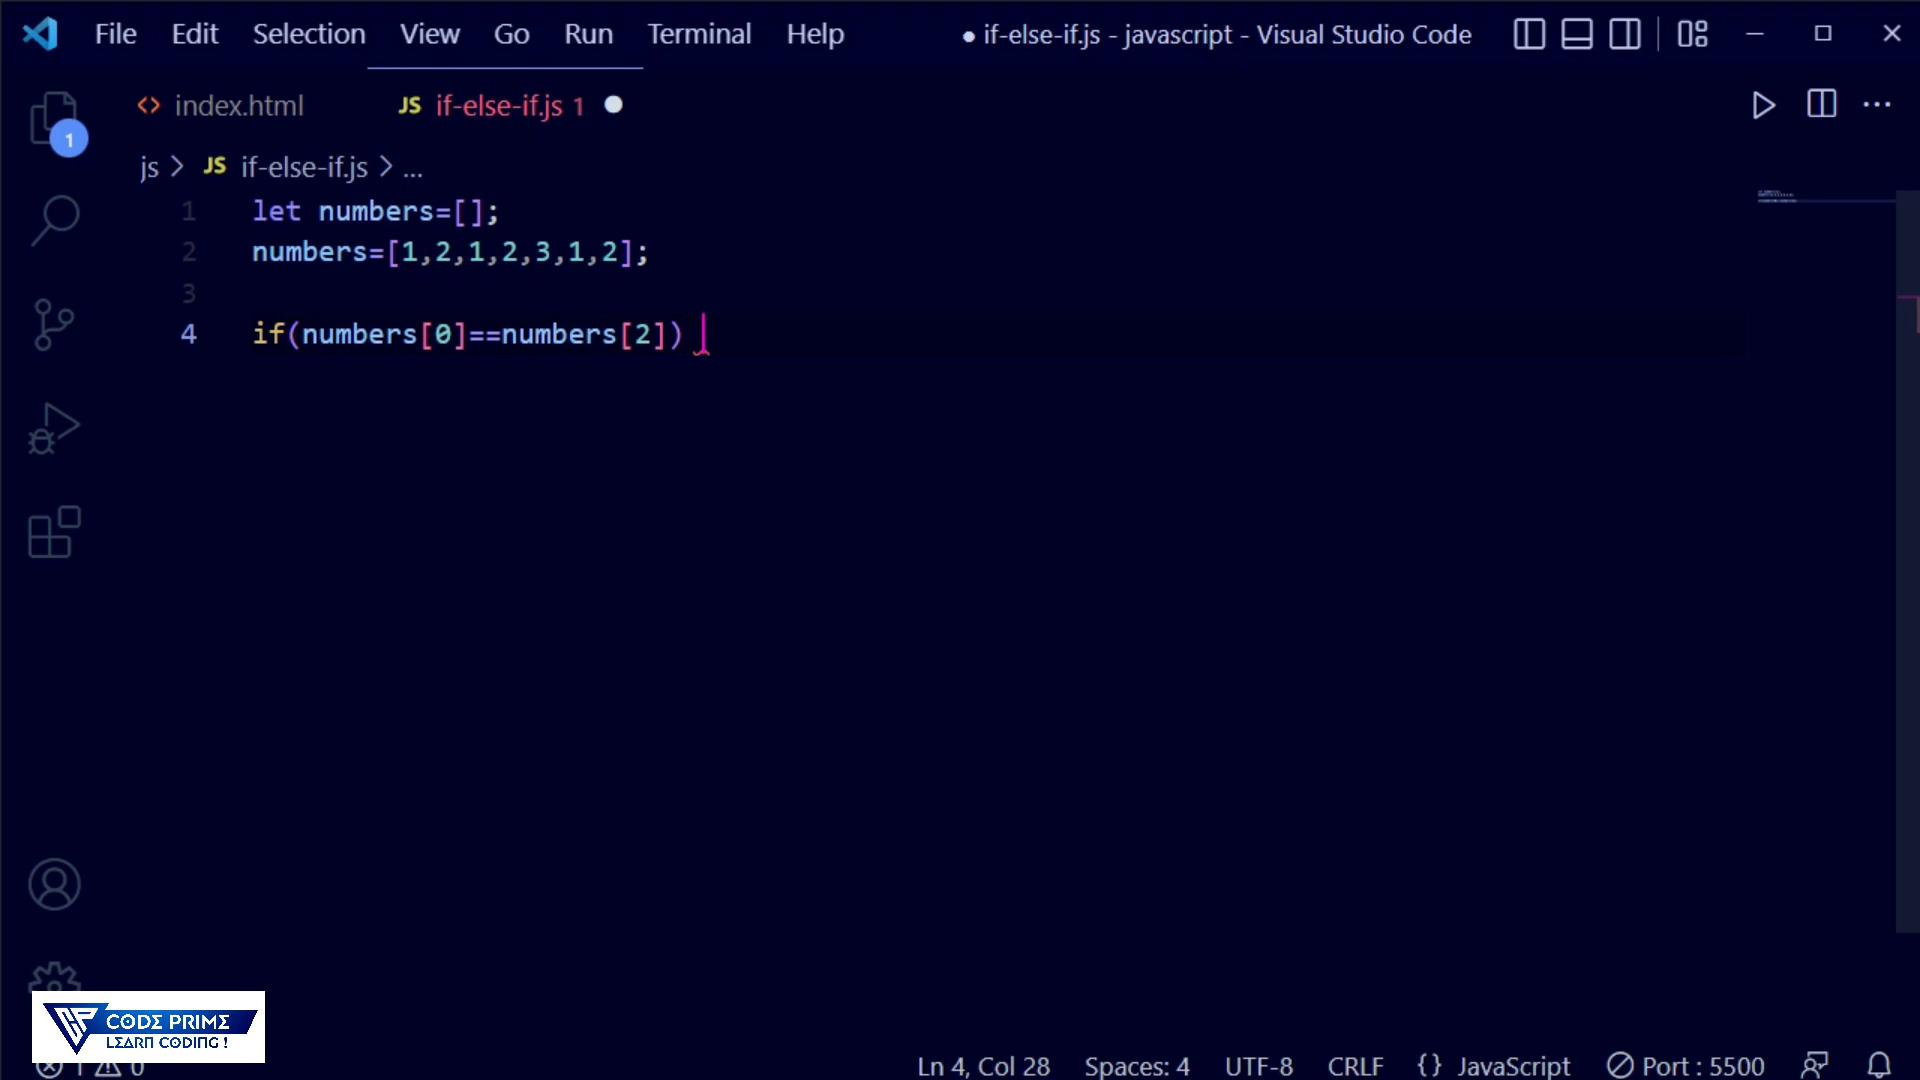 File Edit Selection View Go Run Terminal Help ● if-else-if.js - javascript - Visual Studio Code
index.html JS if-else-if.js 1
1
js > JS if-else-if.js > ...
1 let numbers=[];
2 numbers=[1,2,1,2,3,1,2];
3
4 if(numbers[0]==numbers[2])
CODE PRIME
LEARN CODING !
1 0 Ln 4, Col 28 Spaces: 4 UTF-8 CRLF {} JavaScript Port : 5500